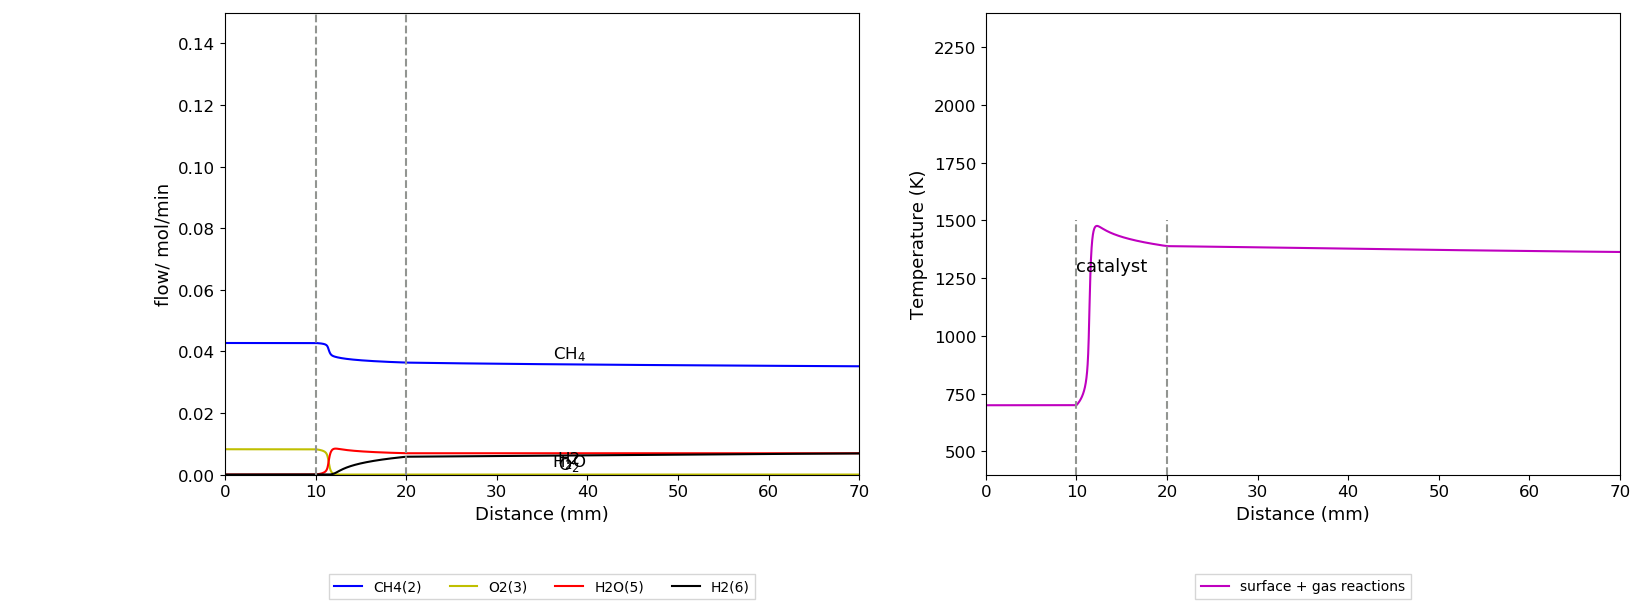 0.14
0.12
0.10
0.08
0.06
0.04
0.02
0.00
flow/ mol/min
CH₄
H2
H₂O
O₂
0 10 20 30 40 50 60 70
Distance (mm)
CH4(2) O2(3) H2O(5) H2(6)
2250
2000
1750
1500
1250
1000
750
500
Temperature (K)
catalyst
0 10 20 30 40 50 60 70
Distance (mm)
surface + gas reactions